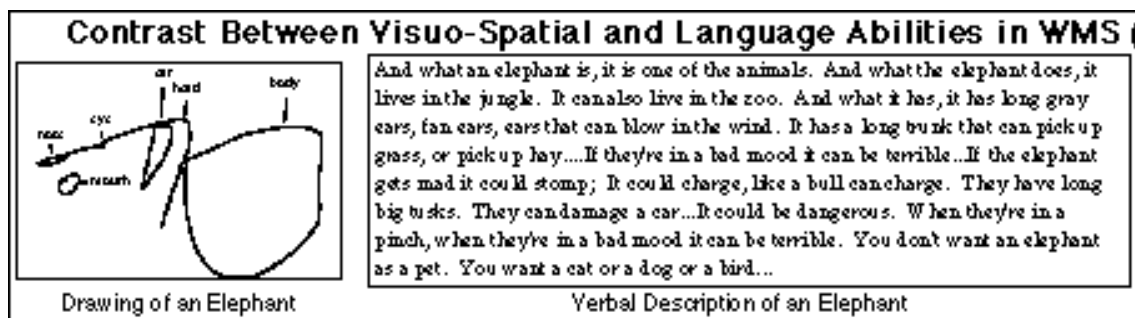 Contrast Between Visuo-Spatial and Language Abilities in WMS (
ear
head
body
eye
nose
mouth
And what an elephant is, it is one of the animals. And what the elephant does, it
lives in the jungle. It can also live in the zoo. And what it has, it has long gray
ears, fan ears, ears that can blow in the wind. It has a long trunk that can pick up
grass, or pick up hay....If they're in a bad mood it can be terrible...If the elephant
gets mad it could stomp; It could charge, like a bull can charge. They have long
big tusks. They can damage a car...It could be dangerous. When they're in a
pinch, when they're in a bad mood it can be terrible. You don't want an elephant
as a pet. You want a cat or a dog or a bird...
Drawing of an Elephant
Verbal Description of an Elephant